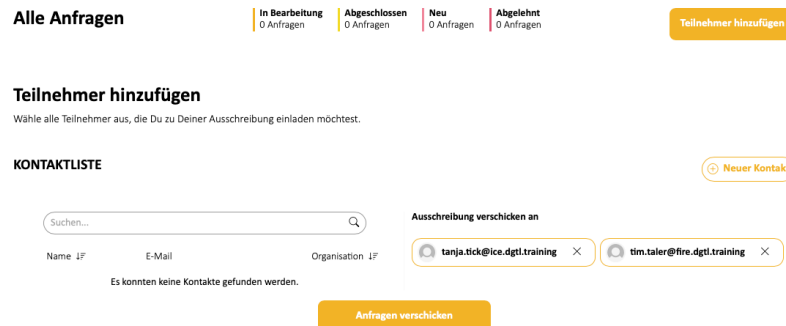 Alle Anfragen
In Bearbeitung
0 Anfragen
Abgeschlossen
0 Anfragen
Neu
0 Anfragen
Abgelehnt
0 Anfragen
Teilnehmer hinzufügen
Teilnehmer hinzufügen
Wähle alle Teilnehmer aus, die Du zu Deiner Ausschreibung einladen möchtest.
KONTAKTLISTE
Neuer Kontak
Suchen...
Ausschreibung verschicken an
tanja.tick@ice.dgtl.training
tim.taler@fire.dgtl.training
Name E-Mail Organisation
Es konnten keine Kontakte gefunden werden.
Anfragen verschicken